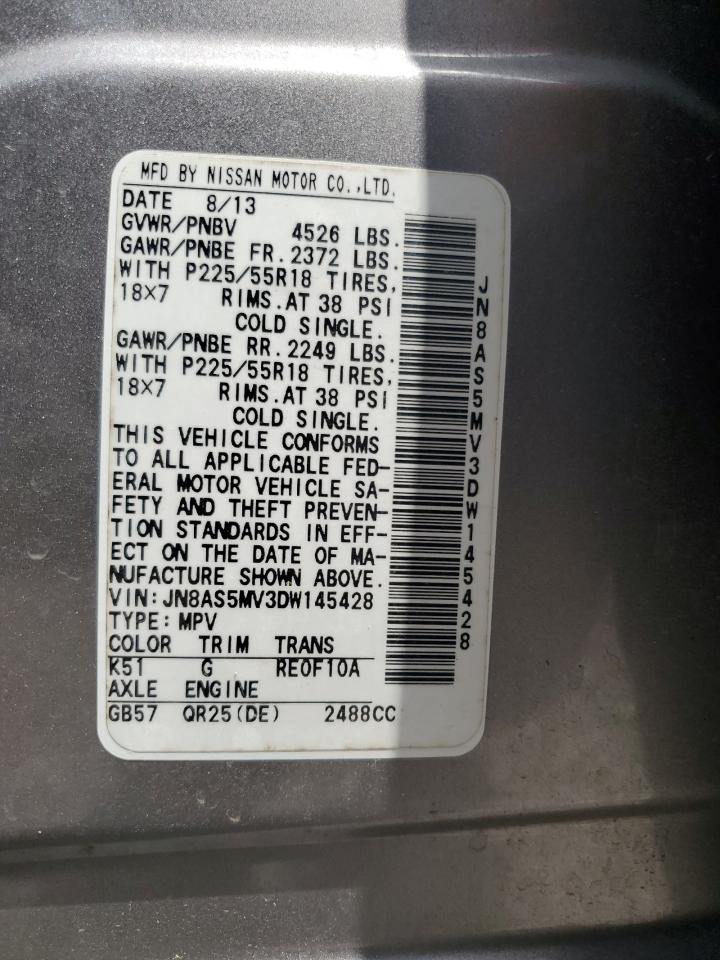 MFD BY NISSAN MOTOR CO.,LTD.
DATE 8/13
GVWR/PNBV 4526 LBS.
GAWR/PNBE FR.2372 LBS.
WITH P225/55R18 TIRES,
18X7 RIMS.AT 38 PSI
COLD SINGLE.
GAWR/PNBE RR.2249 LBS.
WITH P225/55R18 TIRES,
18X7 RIMS.AT 38 PSI
COLD SINGLE.
THIS VEHICLE CONFORMS
TO ALL APPLICABLE FED-
ERAL MOTOR VEHICLE SA-
FETY AND THEFT PREVEN-
TION STANDARDS IN EFF-
ECT ON THE DATE OF MA-
NUFACTURE SHOWN ABOVE.
VIN:JN8AS5MV3DW145428
TYPE:MPV
COLOR TRIM TRANS
K51 G RE0F10A
AXLE ENGINE
GB57 QR25(DE) 2488CC
JN8AS5MV3DW145428